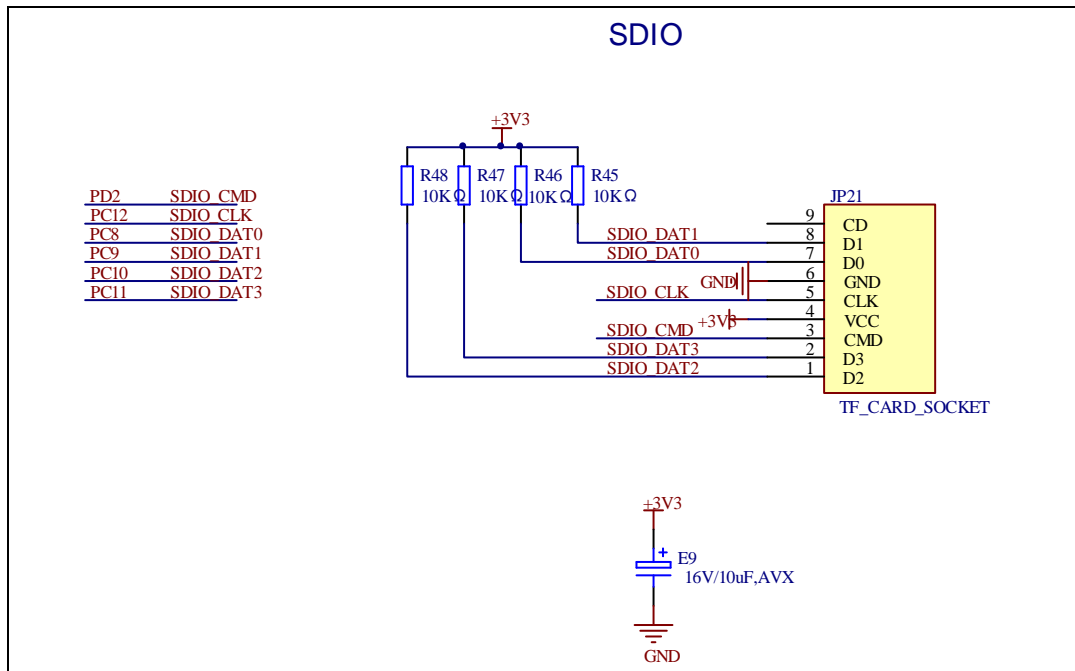 SDIO
+3V3
R48 R47 R46 R45
10KΩ 10KΩ 10KΩ 10KΩ
PD2 SDIO_CMD
PC12 SDIO_CLK
PC8 SDIO_DAT0
PC9 SDIO_DAT1
PC10 SDIO_DAT2
PC11 SDIO_DAT3
JP21
9 CD
SDIO_DAT1 8 D1
SDIO_DAT0 7 D0
GND 6 GND
SDIO_CLK 5 CLK
+3V3 4 VCC
SDIO_CMD 3 CMD
SDIO_DAT3 2 D3
SDIO_DAT2 1 D2
TF_CARD_SOCKET
+3V3
+
E9
16V/10uF,AVX
GND